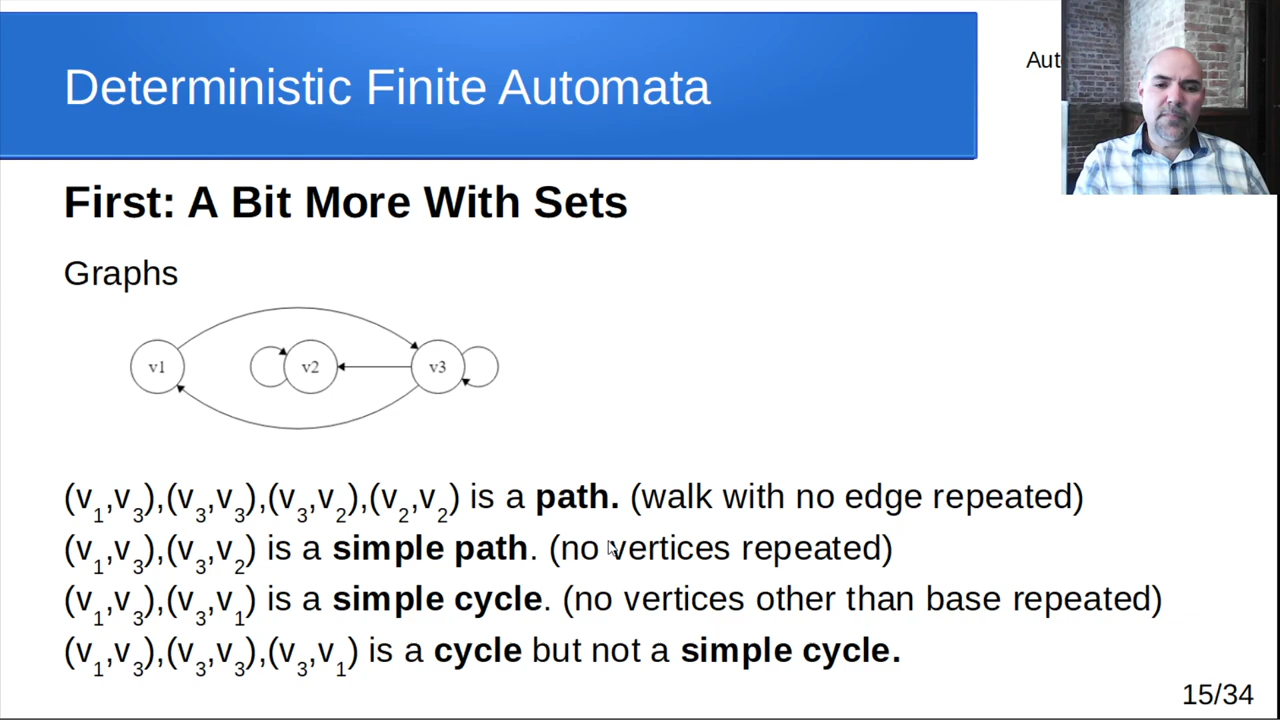 Deterministic Finite Automata
Aut
First: A Bit More With Sets
Graphs
v1 v2 v3
(v1,v3),(v3,v3),(v3,v2),(v2,v2) is a path. (walk with no edge repeated)
(v1,v3),(v3,v2) is a simple path. (no vertices repeated)
(v1,v3),(v3,v1) is a simple cycle. (no vertices other than base repeated)
(v1,v3),(v3,v3),(v3,v1) is a cycle but not a simple cycle.
15/34